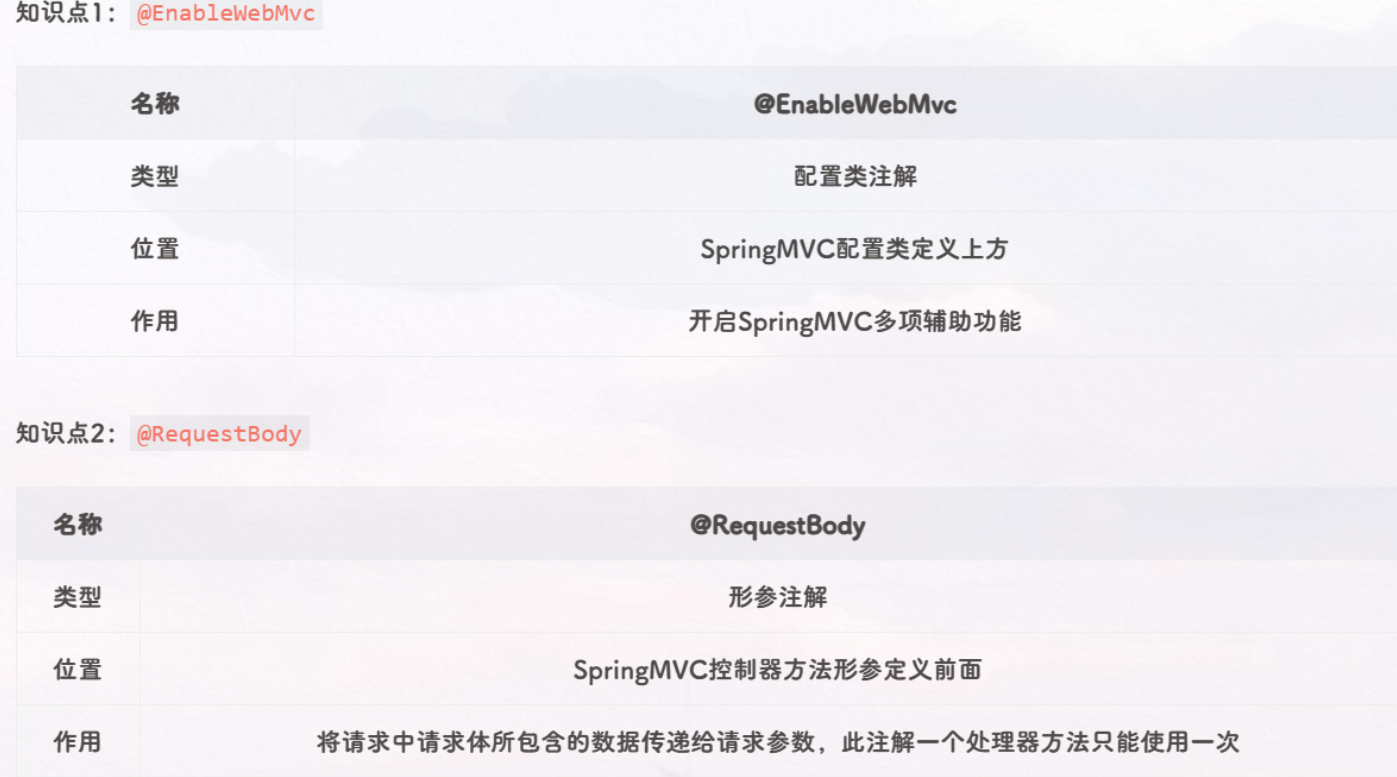 知识点1：@EnableWebMvc
名称 @EnableWebMvc
类型 配置类注解
位置 SpringMVC配置类定义上方
作用 开启SpringMVC多项辅助功能
知识点2：@RequestBody
名称 @RequestBody
类型 形参注解
位置 SpringMVC控制器方法形参定义前面
作用 将请求中请求体所包含的数据传递给请求参数，此注解一个处理器方法只能使用一次